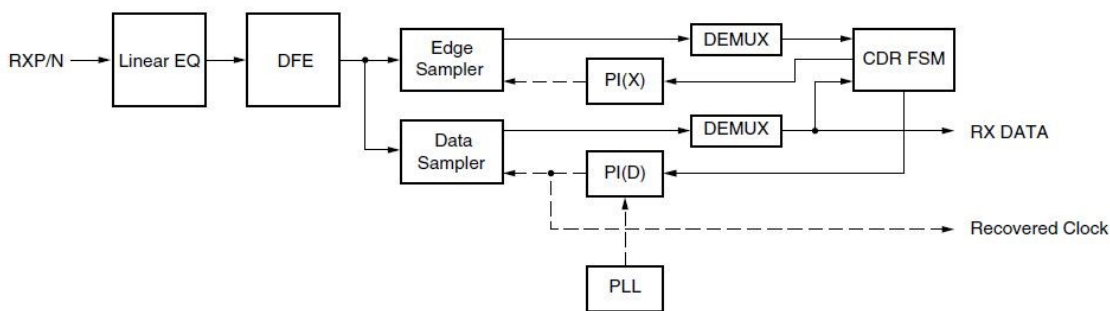 RXP/N
Linear EQ
DFE
Edge
Sampler
DEMUX
PI(X)
CDR FSM
Data
Sampler
DEMUX
RX DATA
PI(D)
Recovered Clock
PLL